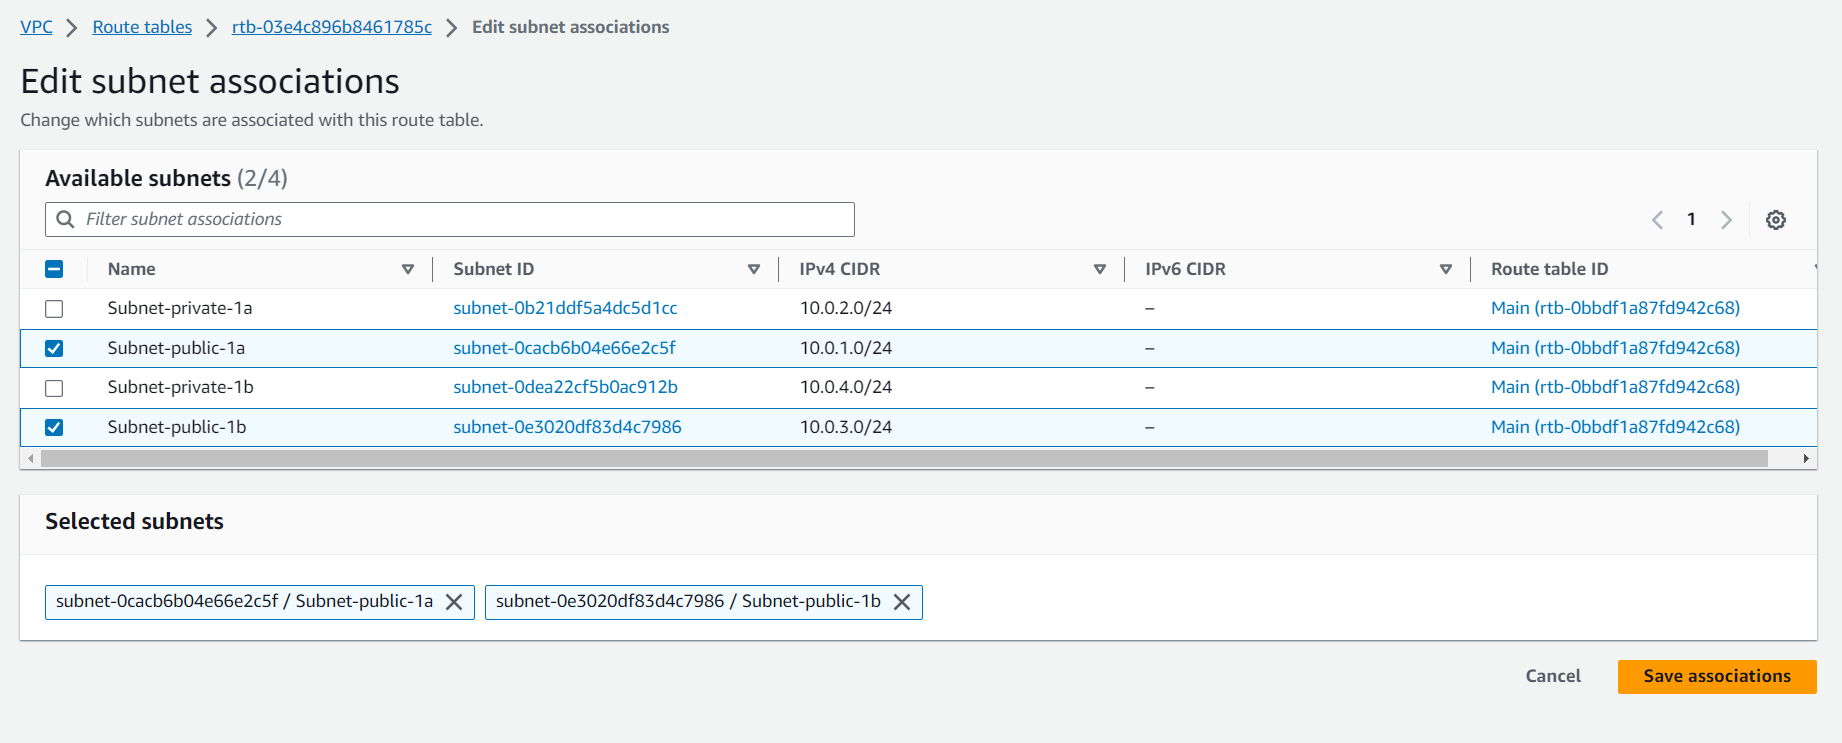 VPC > Route tables > rtb-03e4c896b8461785c > Edit subnet associations
Edit subnet associations
Change which subnets are associated with this route table.
Available subnets (2/4)
Filter subnet associations
1
Name Subnet ID IPv4 CIDR IPv6 CIDR Route table ID
Subnet-private-1a subnet-0b21ddf5a4dc5d1cc 10.0.2.0/24 – Main (rtb-0bbdf1a87fd942c68)
Subnet-public-1a subnet-0cacb6b04e66e2c5f 10.0.1.0/24 – Main (rtb-0bbdf1a87fd942c68)
Subnet-private-1b subnet-0dea22cf5b0ac912b 10.0.4.0/24 – Main (rtb-0bbdf1a87fd942c68)
Subnet-public-1b subnet-0e3020df83d4c7986 10.0.3.0/24 – Main (rtb-0bbdf1a87fd942c68)
Selected subnets
subnet-0cacb6b04e66e2c5f / Subnet-public-1a subnet-0e3020df83d4c7986 / Subnet-public-1b
Cancel Save associations